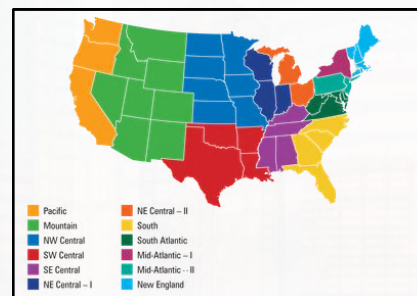 Pacific
Mountain
NW Central
SW Central
SE Central
NE Central – I
NE Central – II
South
South Atlantic
Mid-Atlantic – I
Mid-Atlantic - - II
New England